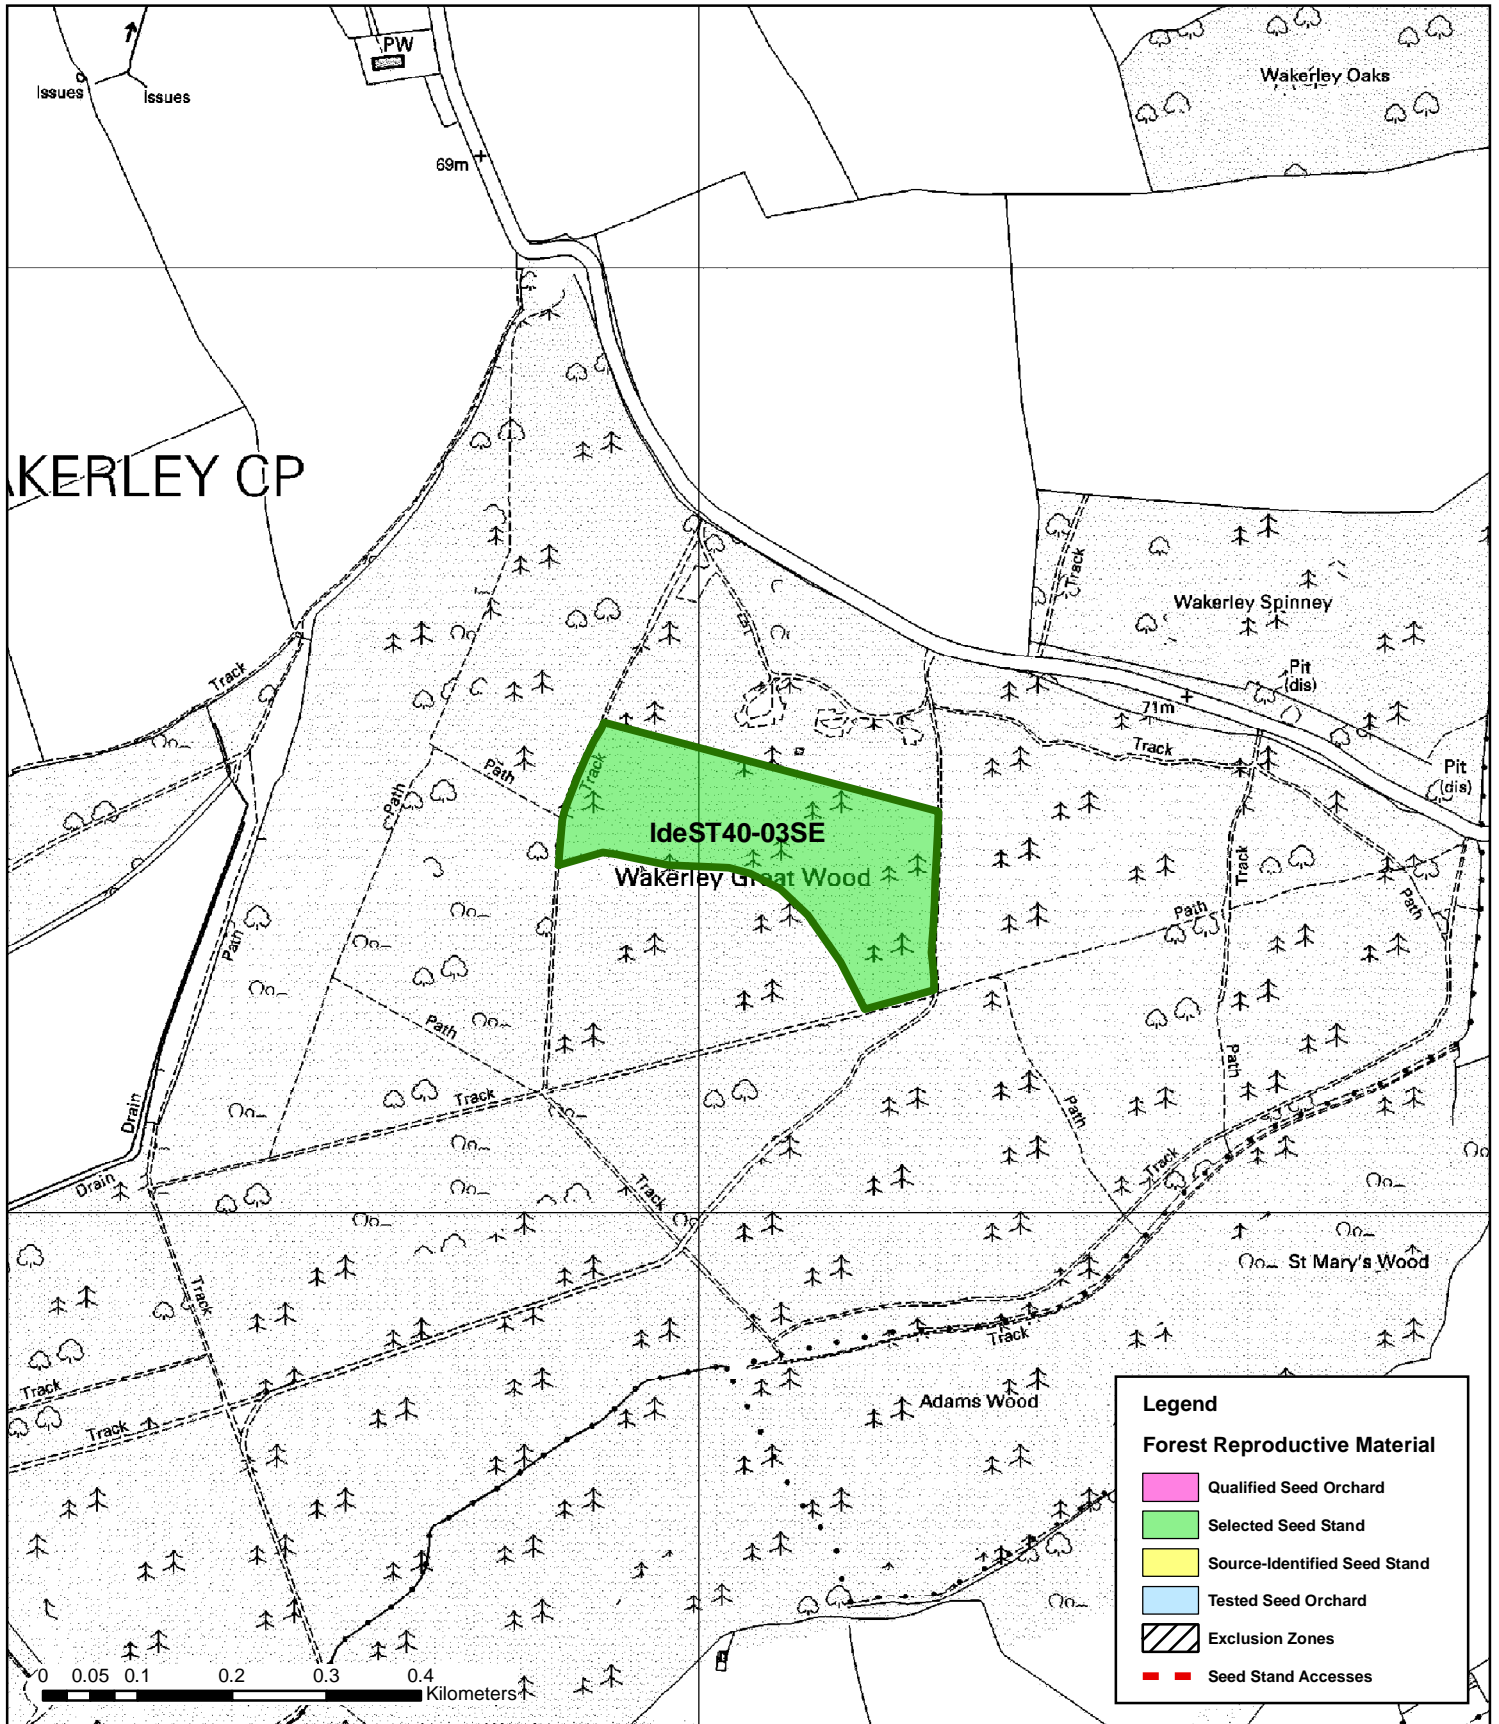 PW
Issues
Issues
Wakerley Oaks
69m
AKERLEY CP
Track
Wakerley Spinney
Track
Pit
(dis)
71m
Track
Pit
(dis)
Path
Track
Path
IdeST40-03SE
Wakerley Great Wood
Track
Path
Path
Path
Path
Path
Path
Track
Drain
Drain
Track
Track
St Mary's Wood
Track
Track
Track
Track
Adams Wood
Legend
Forest Reproductive Material
Qualified Seed Orchard
Selected Seed Stand
Source-Identified Seed Stand
Tested Seed Orchard
Exclusion Zones
Seed Stand Accesses
0 0.05 0.1 0.2 0.3 0.4
Kilometers